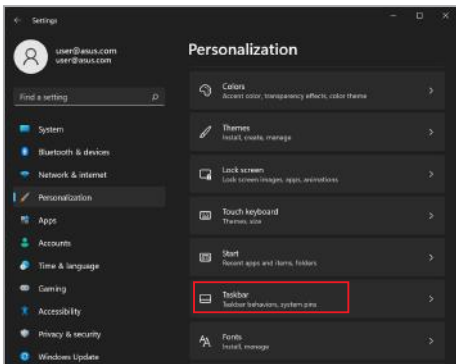 Settings
user@asus.com
user@asus.com
Find a setting
System
Bluetooth & devices
Network & internet
Personalization
Apps
Accounts
Time & language
Gaming
Accessibility
Privacy & security
Windows Update
Personalization
Colors
Accent color, transparency effects, color theme
Themes
Install, create, manage
Lock screen
Lock screen images, apps, animations
Touch keyboard
Themes, size
Start
Recent apps and items, folders
Taskbar
Taskbar behaviors, system pins
Fonts
Install, manage